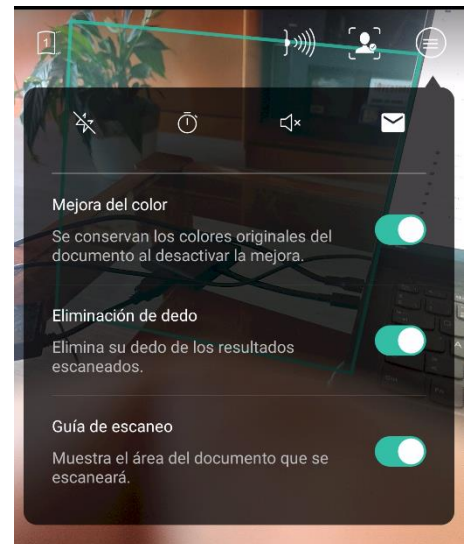 1
Mejora del color
Se conservan los colores originales del
documento al desactivar la mejora.
Eliminación de dedo
Elimina su dedo de los resultados
escaneados.
Guía de escaneo
Muestra el área del documento que se
escaneará.